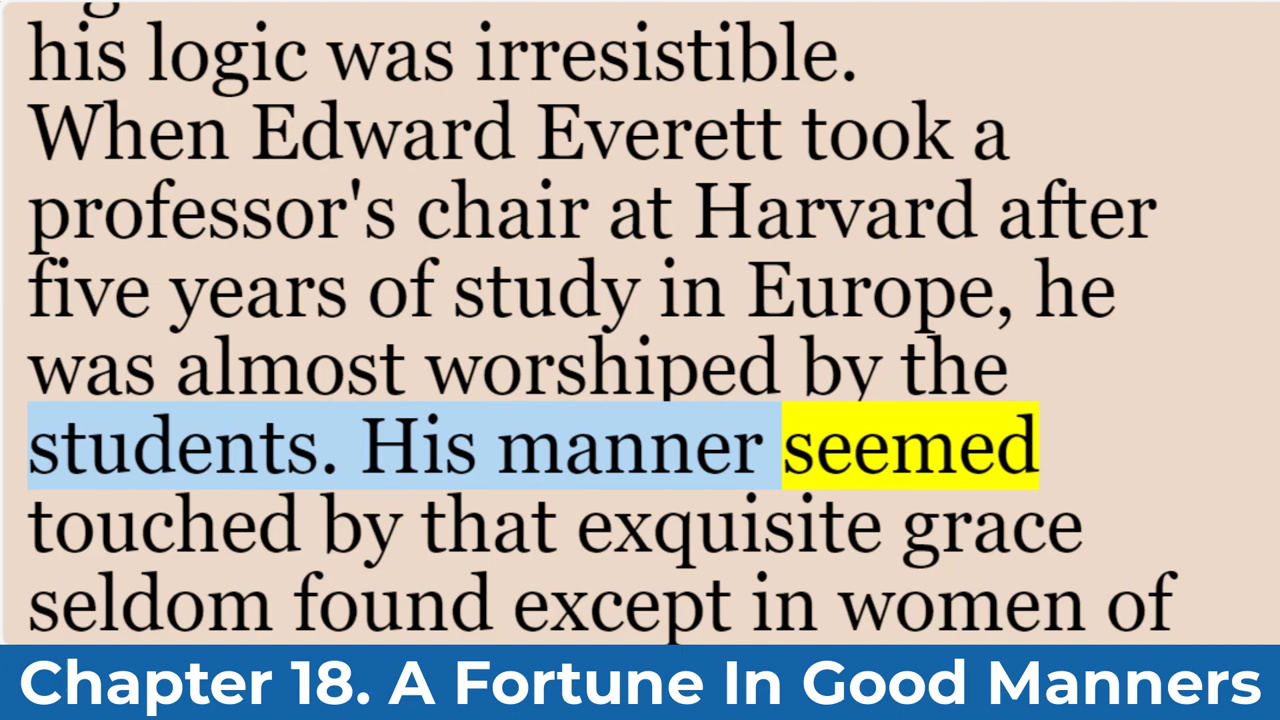 his logic was irresistible.
When Edward Everett took a
professor's chair at Harvard after
five years of study in Europe, he
was almost worshiped by the
students. His manner seemed
touched by that exquisite grace
seldom found except in women of
Chapter 18. A Fortune In Good Manners